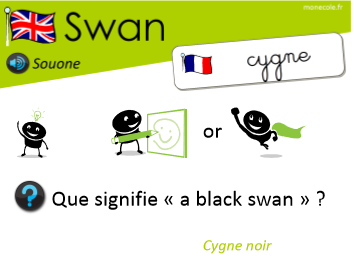 monecole.fr
Swan
Souone
cygne
or
Que signifie « a black swan » ?
Cygne noir